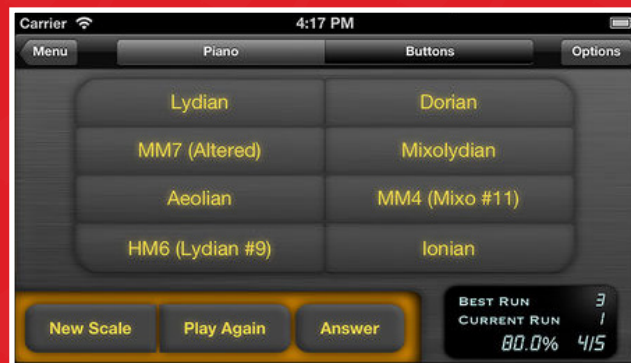 Carrier 4:17 PM
Menu Piano Buttons Options
Lydian Dorian
MM7 (Altered) Mixolydian
Aeolian MM4 (Mixo #11)
HM6 (Lydian #9) Ionian
New Scale Play Again Answer
BEST RUN 3
CURRENT RUN 1
80.0% 4/5